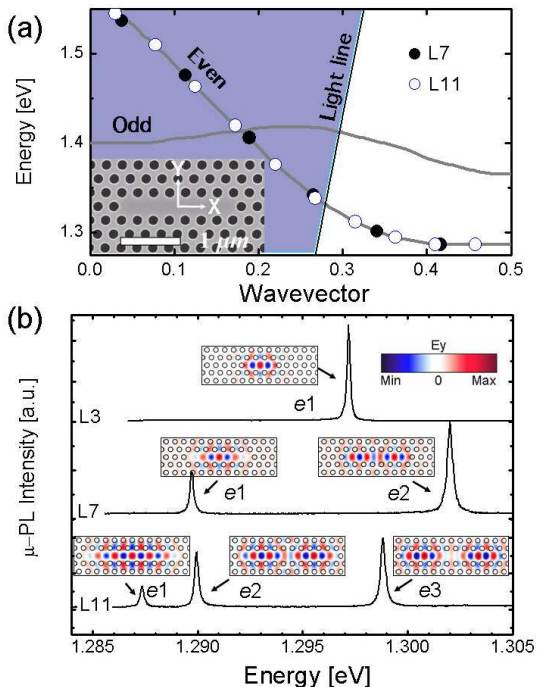 (a)
1.5
1.4
1.3
Energy [eV]
Even
Odd
Light line
L7
L11
Y
X
1 μm
0.0 0.1 0.2 0.3 0.4 0.5
Wavevector
(b)
Ey
Min 0 Max
e1
L3
e1 e2
L7
e1 e2 e3
L11
μ-PL Intensity [a.u.]
1.285 1.290 1.295 1.300 1.305
Energy [eV]